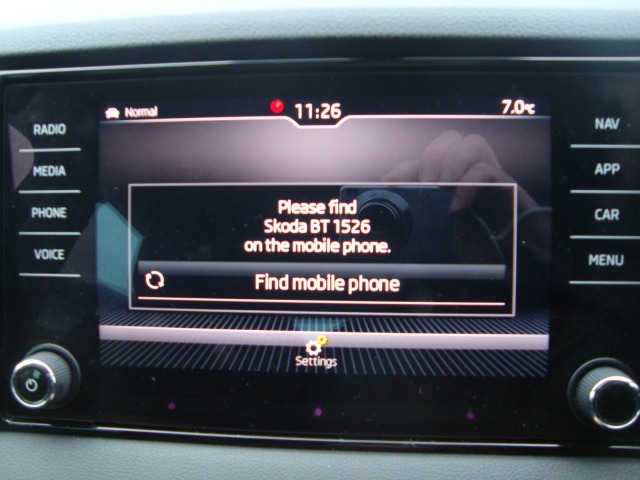 Normal 11:26 7.0°C
RADIO
MEDIA
PHONE
VOICE
Please find
Skoda BT 1526
on the mobile phone.
Find mobile phone
Settings
NAV
APP
CAR
MENU